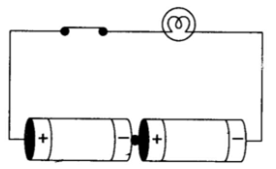 + − + −